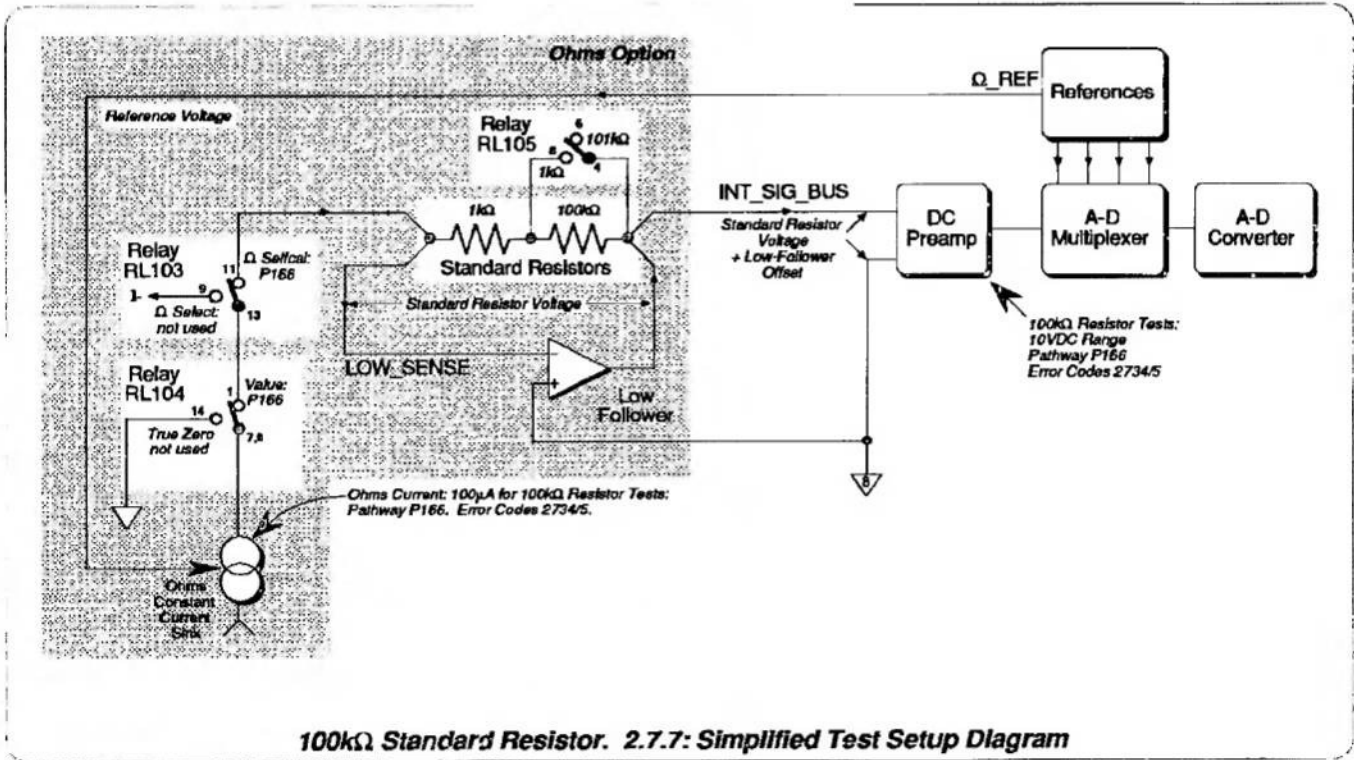 Ohms Option
Ω_REF
References
Reference Voltage
Relay
RL105
6
101kΩ
8
1kΩ
4
INT_SIG_BUS
1kΩ
100kΩ
Standard Resistors
Standard Resistor
Voltage
+ Low-Follower
Offset
DC
Preamp
A-D
Multiplexer
A-D
Converter
Relay
RL103
11
Ω Selfcal:
P166
9
Ω Select:
not used
13
Standard Resistor Voltage
LOW_SENSE
Low
Follower
100kΩ Resistor Tests:
10VDC Range
Pathway P166
Error Codes 2734/5
Relay
RL104
1
Value:
P166
14
True Zero
not used
7,8
6
Ohms Current: 100µA for 100kΩ Resistor Tests:
Pathway P166. Error Codes 2734/5.
Ohms
Constant
Current
Sink
100kΩ Standard Resistor. 2.7.7: Simplified Test Setup Diagram